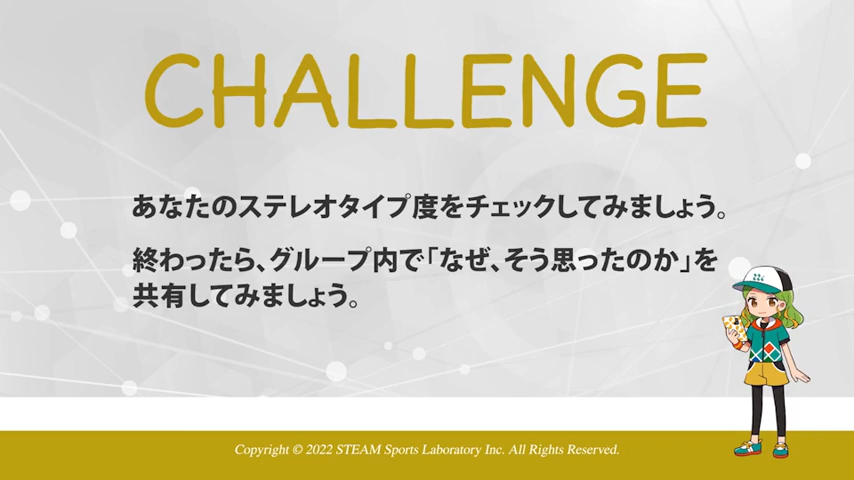 CHALLENGE
あなたのステレオタイプ度をチェックしてみましょう。
終わったら、グループ内で「なぜ、そう思ったのか」を
共有してみましょう。
Copyright © 2022 STEAM Sports Laboratory Inc. All Rights Reserved.